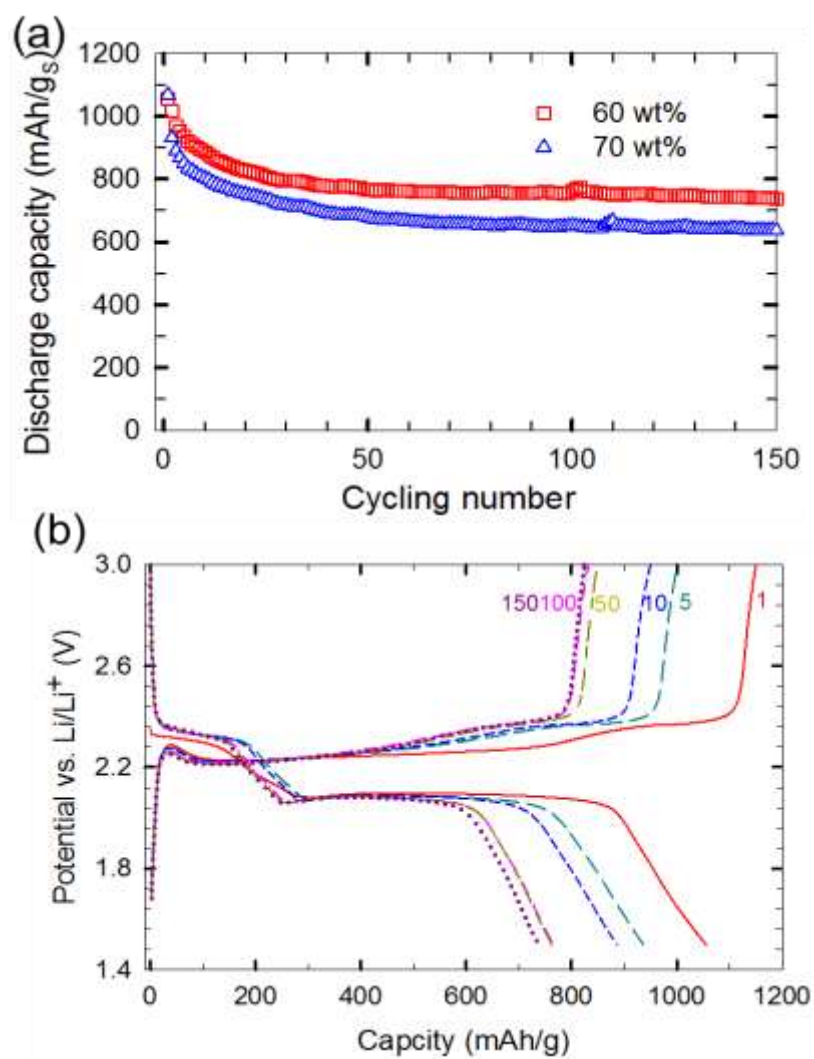 (a)
1200
1000
800
600
400
200
0
Discharge capacity (mAh/gS)
60 wt%
70 wt%
0 50 100 150
Cycling number
(b)
3.0
2.6
2.2
1.8
1.4
Potential vs. Li/Li+ (V)
150 100 50 10 5 1
0 200 400 600 800 1000 1200
Capcity (mAh/g)